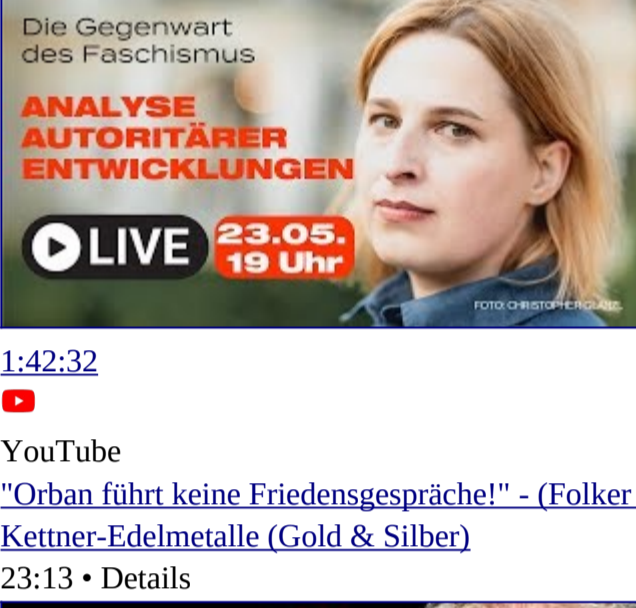 Die Gegenwart
des Faschismus
ANALYSE
AUTORITÄRER
ENTWICKLUNGEN
LIVE
23.05.
19 Uhr
FOTO: CHRISTOPHER GLANZL
1:42:32
YouTube
"Orban führt keine Friedensgespräche!" - (Folker
Kettner-Edelmetalle (Gold & Silber)
23:13 • Details